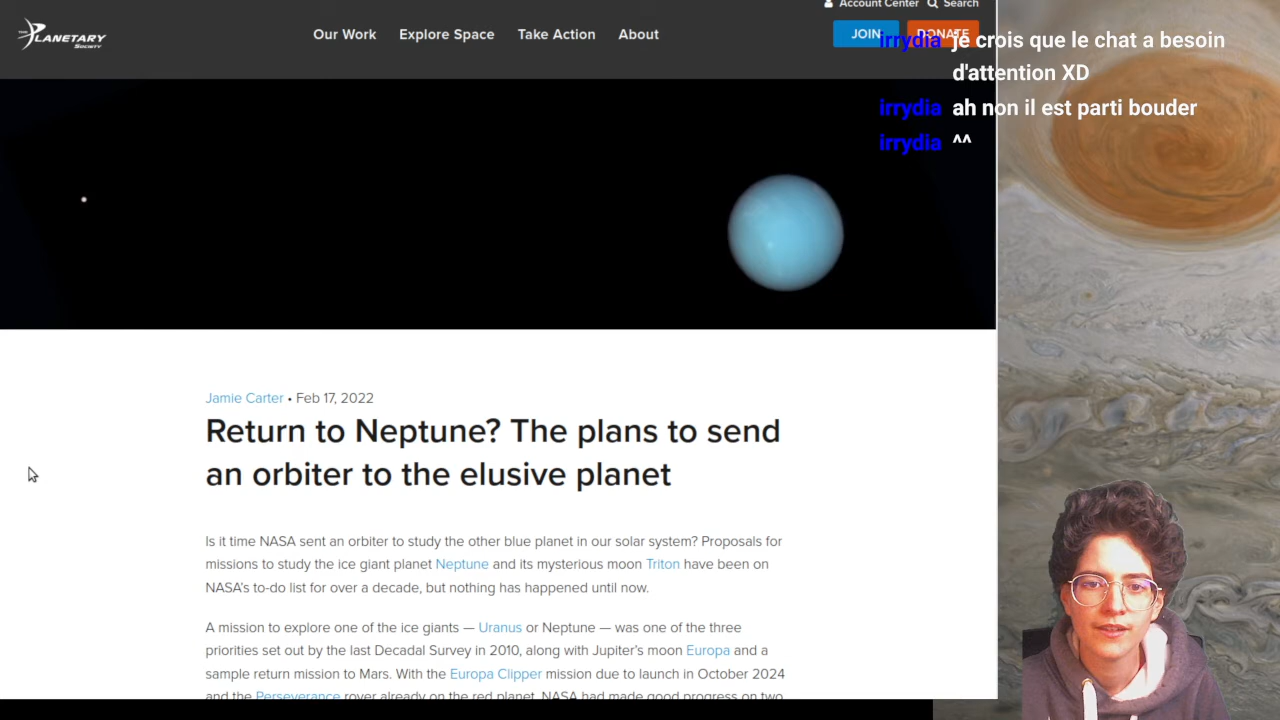 Account Center Search
THE PLANETARY SOCIETY
Our Work Explore Space Take Action About
JOIN DONATE
irrydia je crois que le chat a besoin
d'attention XD
irrydia ah non il est parti bouder
irrydia ^^
Jamie Carter • Feb 17, 2022
Return to Neptune? The plans to send
an orbiter to the elusive planet
Is it time NASA sent an orbiter to study the other blue planet in our solar system? Proposals for
missions to study the ice giant planet Neptune and its mysterious moon Triton have been on
NASA's to-do list for over a decade, but nothing has happened until now.
A mission to explore one of the ice giants — Uranus or Neptune — was one of the three
priorities set out by the last Decadal Survey in 2010, along with Jupiter's moon Europa and a
sample return mission to Mars. With the Europa Clipper mission due to launch in October 2024
and the Perseverance rover already on the red planet, NASA had made good progress on two